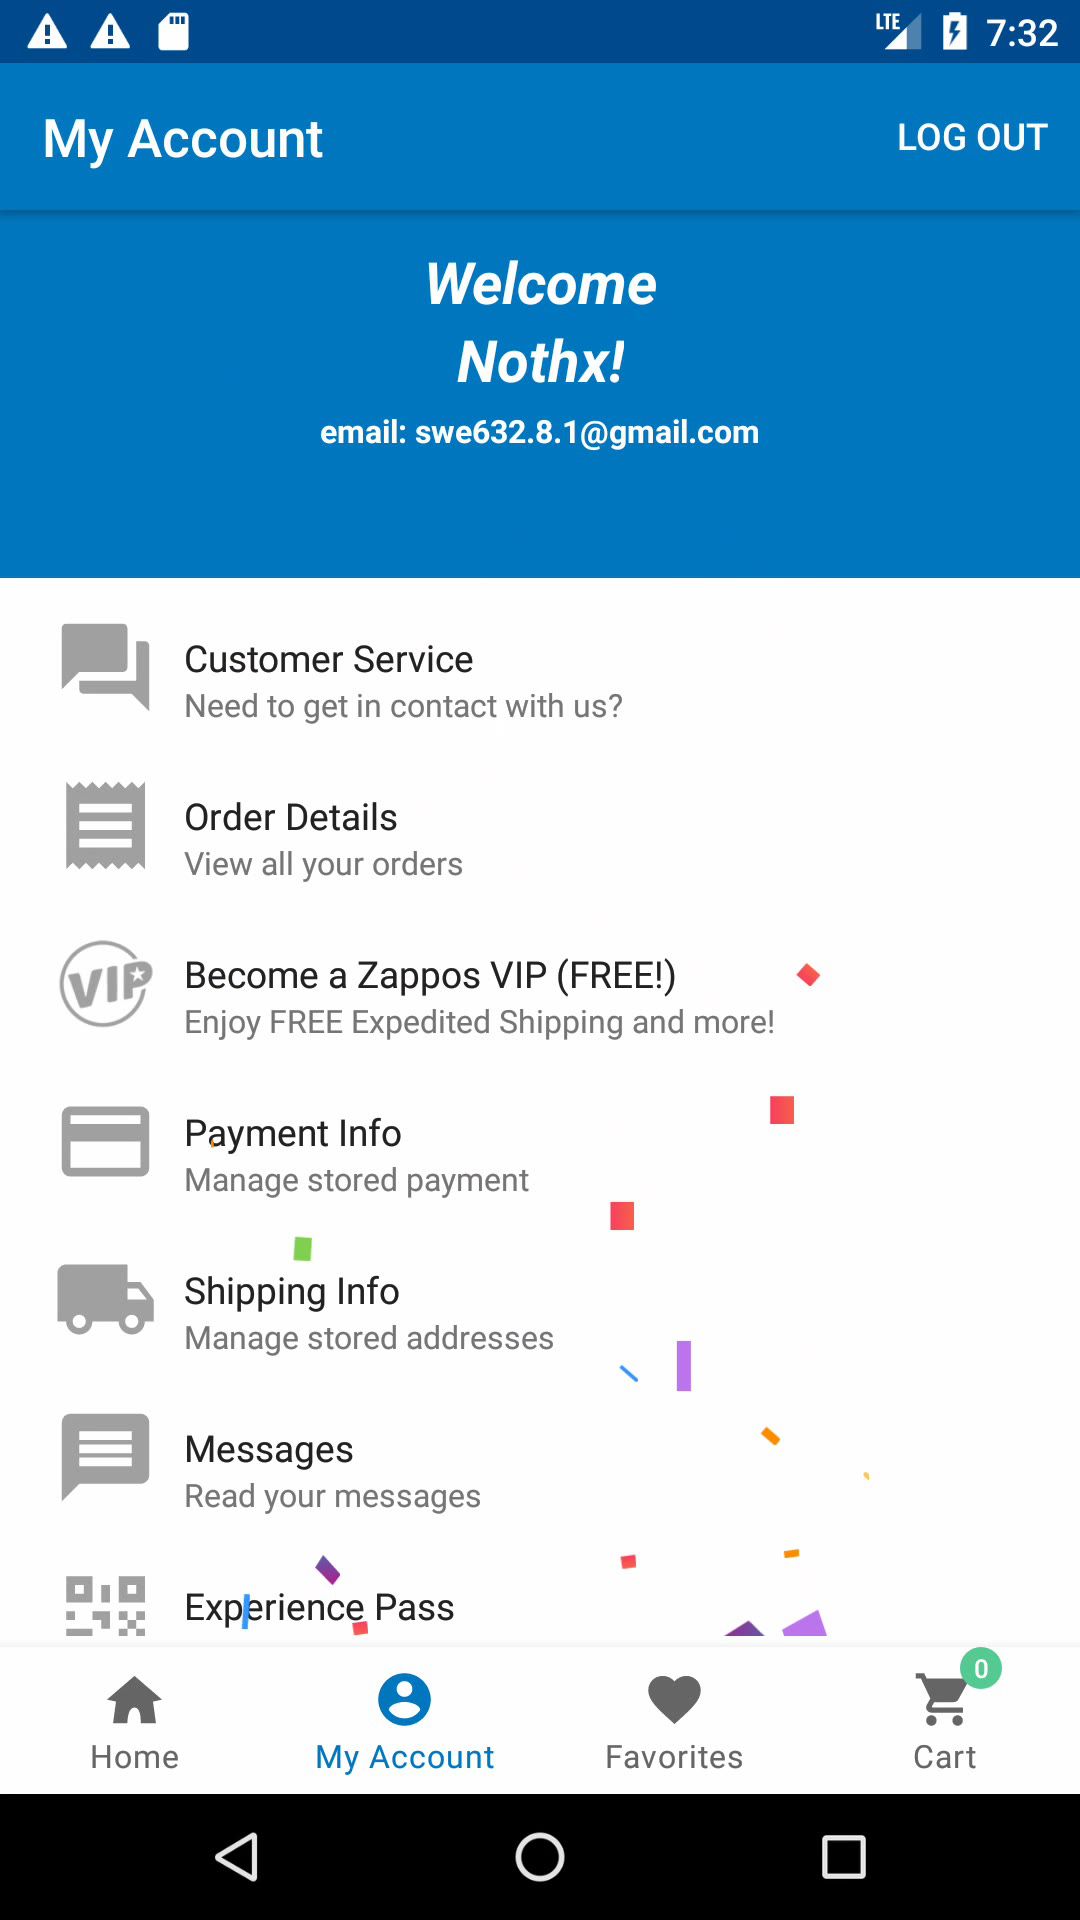 LTE 7:32
My Account LOG OUT
Welcome
Nothx!
email: swe632.8.1@gmail.com
Customer Service
Need to get in contact with us?
Order Details
View all your orders
VIP
Become a Zappos VIP (FREE!)
Enjoy FREE Expedited Shipping and more!
Payment Info
Manage stored payment
Shipping Info
Manage stored addresses
Messages
Read your messages
Experience Pass
0
Home My Account Favorites Cart